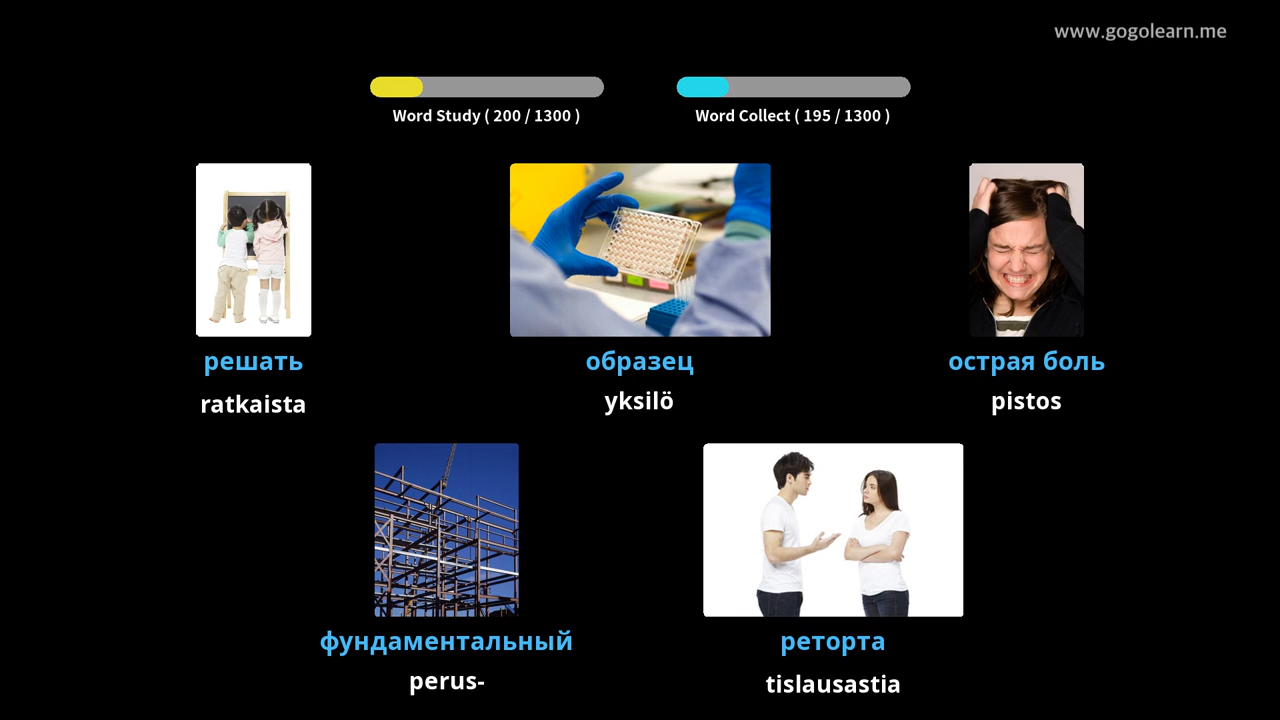 www.gogolearn.me
Word Study ( 200 / 1300 )
Word Collect ( 195 / 1300 )
решать
образец
острая боль
ratkaista
yksilö
pistos
фундаментальный
реторта
perus-
tislausastia